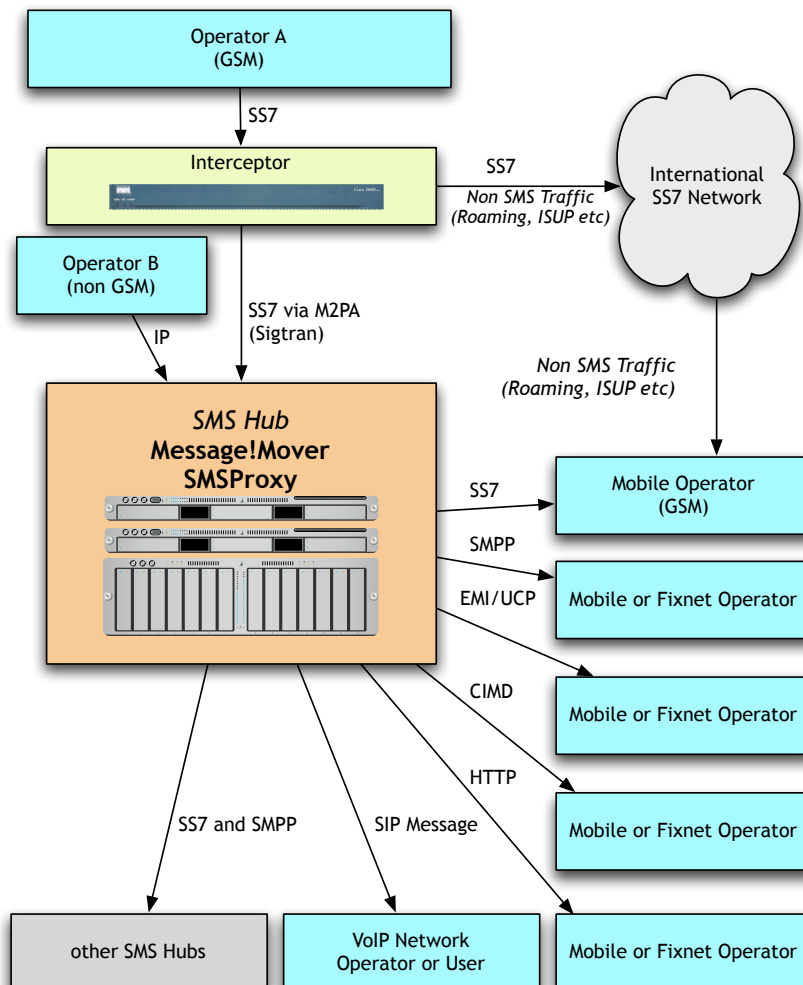 Operator A
(GSM)
SS7
Interceptor
SS7
Non SMS Traffic
(Roaming, ISUP etc)
International
SS7 Network
Operator B
(non GSM)
IP
SS7 via M2PA
(Sigtran)
Non SMS Traffic
(Roaming, ISUP etc)
SMS Hub
Message!Mover
SMSProxy
SS7
Mobile Operator
(GSM)
SMPP
Mobile or Fixnet Operator
EMI/UCP
Mobile or Fixnet Operator
CIMD
Mobile or Fixnet Operator
HTTP
Mobile or Fixnet Operator
SS7 and SMPP
SIP Message
other SMS Hubs
VoIP Network
Operator or User